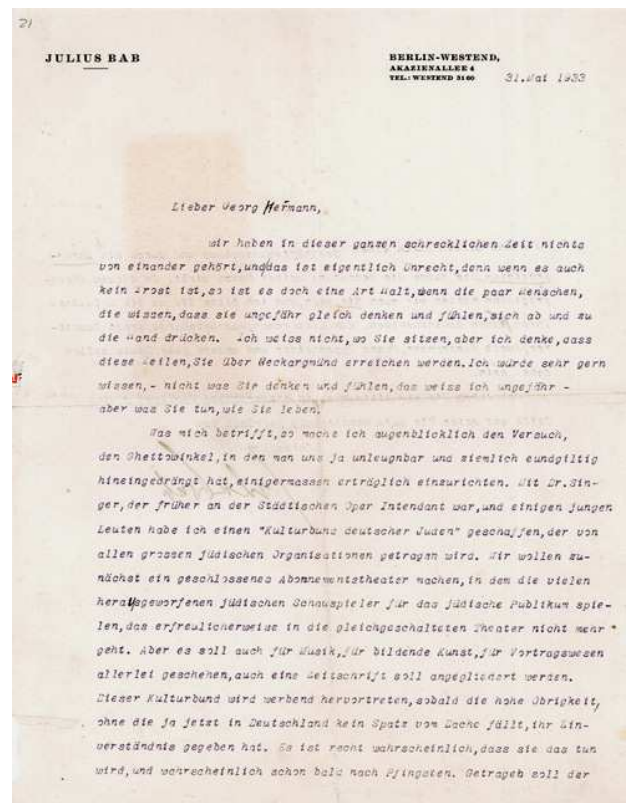 21
JULIUS BAB
BERLIN-WESTEND,
AKAZIENALLEE 4
TEL.: WESTEND 3160
31.Mai 1933
Lieber Georg Hermann,
wir haben in dieser ganzen schrecklichen Zeit nichts
von einander gehört,und das ist eigentlich Unrecht,denn wenn es auch
kein Trost ist,so ist es doch eine Art Halt,wenn die paar Menschen,
die wissen,dass sie ungefähr gleich denken und fühlen,sich ab und zu
die Hand drücken. Ich weiss nicht,wo Sie sitzen,aber ich denke,dass
diese Zeilen,Sie über Neckargmünd erreichen werden.Ich würde sehr gern
wissen,- nicht was Sie denken und fühlen,das weiss ich ungefähr -
aber was Sie tun,wie Sie leben.
Was mich betrifft,so mache ich augenblicklich den Versuch,
den Ghettowinkel,in den man uns ja unleugnbar und ziemlich eundgiltig
hineingedrängt hat,einigermassen erträglich einzurichten. Mit Dr.Sin-
ger,der früher an der Städtischen Oper Intendant war,und einigen jungen
Leuten habe ich einen "Kulturbund deutscher Juden" geschaffen,der von
allen grossen jüdischen Organisationen getragen wird. Wir wollen zu-
nächst ein geschlossenes Abonnementstheater machen,in dem die vielen
herausgeworfenen jüdischen Schauspieler für das jüdische Publikum spie-
len,das erfreulicherweise in die gleichgeschalteten Theater nicht mehr
geht. Aber es soll auch für Musik,für bildende Kunst,für Vortragswesen
allerlei geschehen,auch eine Zeitschrift soll angegliedert werden.
Dieser Kulturbund wird werbend hervortreten,sobald die hohe Obrigkeit,
ohne die ja jetzt in Deutschland kein Spatz vom Dache fällt,ihr Ein-
verständnis gegeben hat. Es ist recht wahrscheinlich,dass sie das tun
wird,und wahrscheinlich schon bald nach Pfingsten. Getrageb soll der